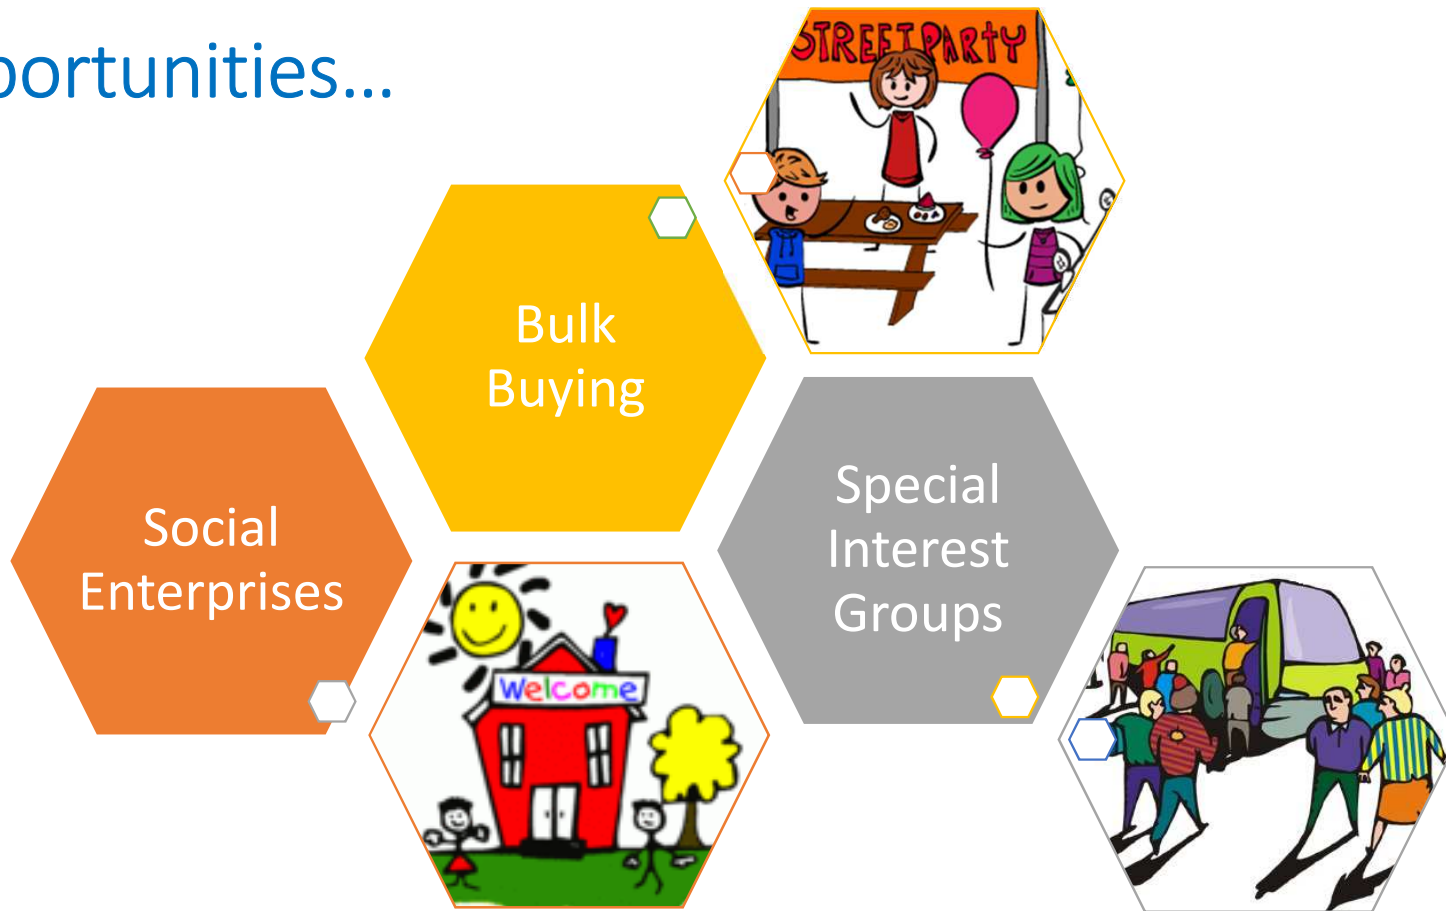 portunities...
STREET PARTY
Bulk
Buying
Special
Interest
Groups
Social
Enterprises
Welcome